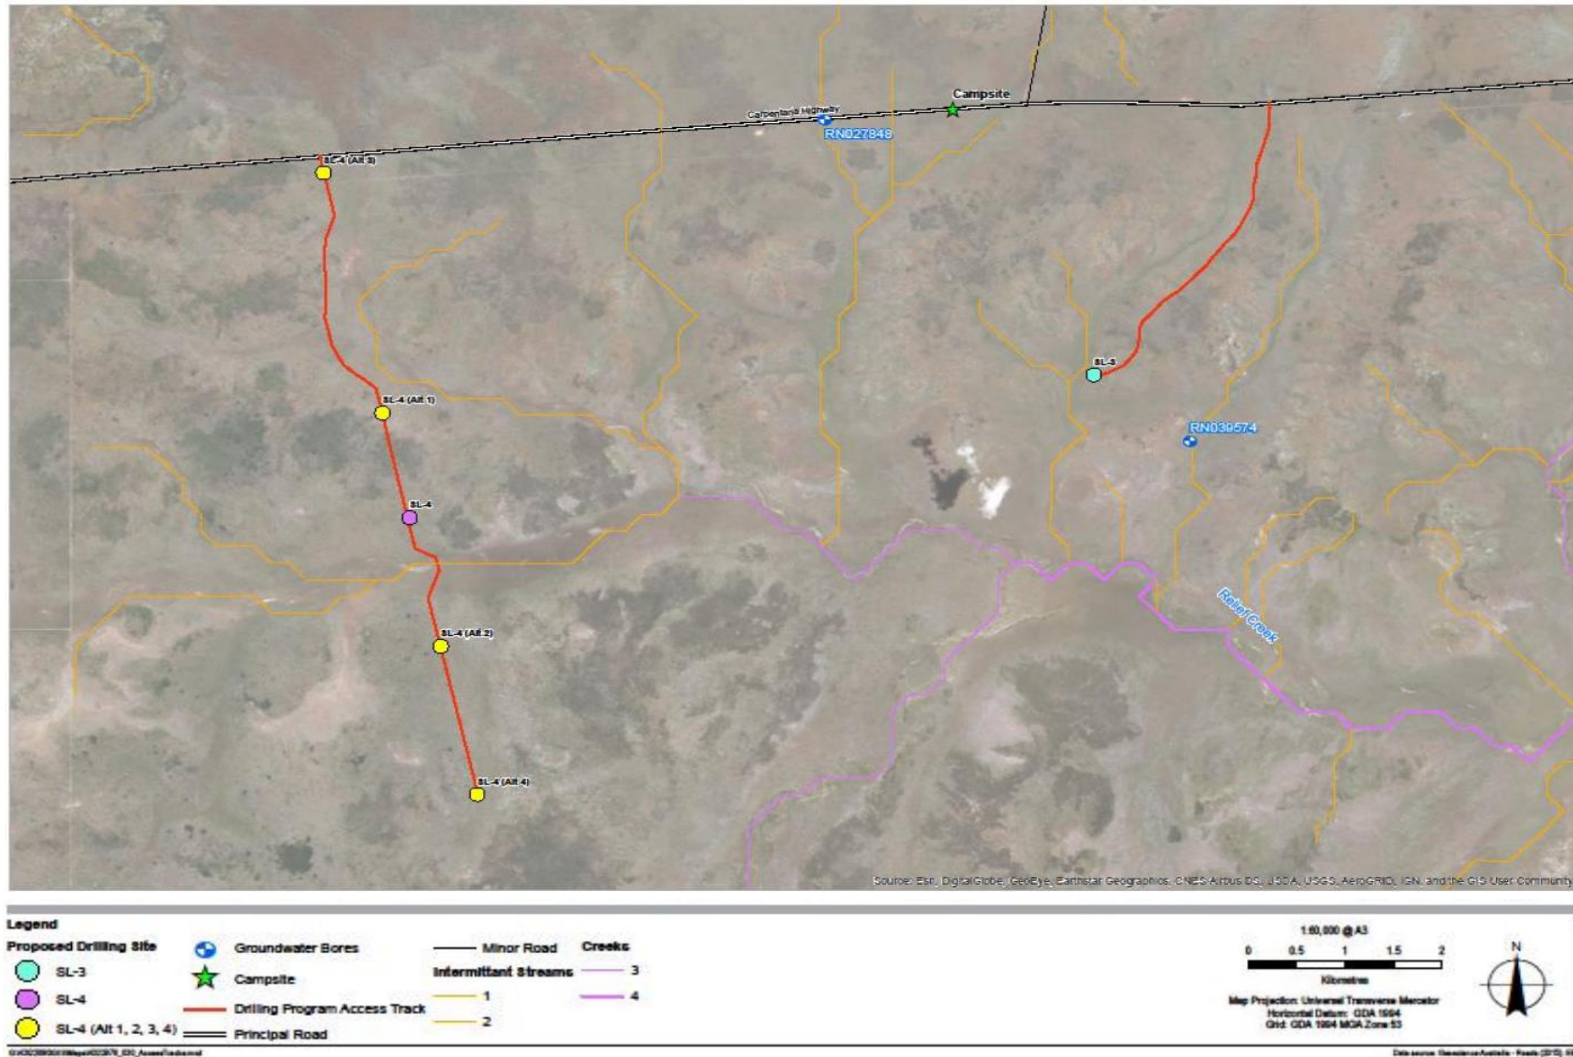 Campsite
Carpentaria Highway
RN027848
SL-4 (Alt 3)
SL-3
SL-4 (Alt 1)
RN039574
SL-4
Relief Creek
SL-4 (Alt 2)
SL-4 (Alt 4)
Source: Esri, DigitalGlobe, GeoEye, Earthstar Geographics, CNES/Airbus DS, USDA, USGS, AeroGRID, IGN, and the GIS User Community
Legend
Proposed Drilling Site
SL-3
SL-4
SL-4 (Alt 1, 2, 3, 4)
Groundwater Bores
Campsite
Drilling Program Access Track
Principal Road
Minor Road
Intermittant Streams
1
2
Creeks
3
4
1:60,000 @ A3
0 0.5 1 1.5 2
Kilometres
Map Projection: Universal Transverse Mercator
Horizontal Datum: GDA 1994
Grid: GDA 1994 MGA Zone 53
N